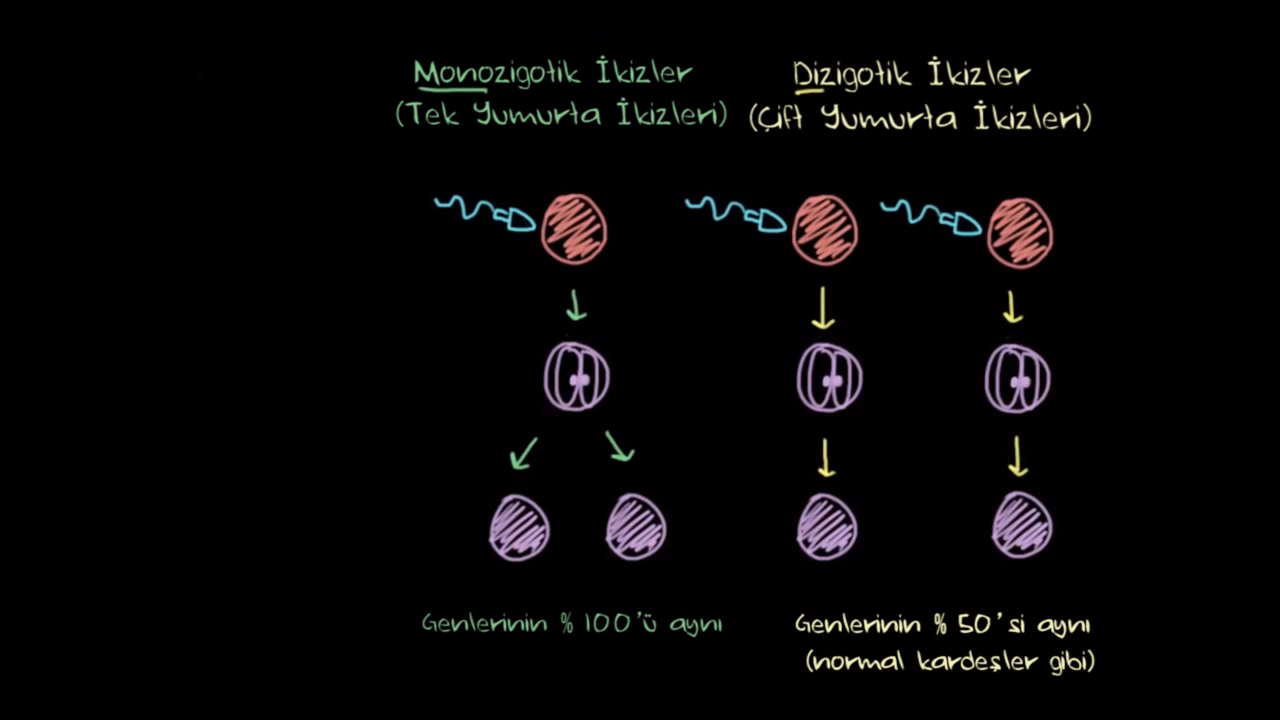 Monozigotik İkizler
(Tek Yumurta İkizleri)
Dizigotik İkizler
(Çift Yumurta İkizleri)
Genlerinin % 100'ü aynı
Genlerinin % 50'si aynı
(normal kardeşler gibi)